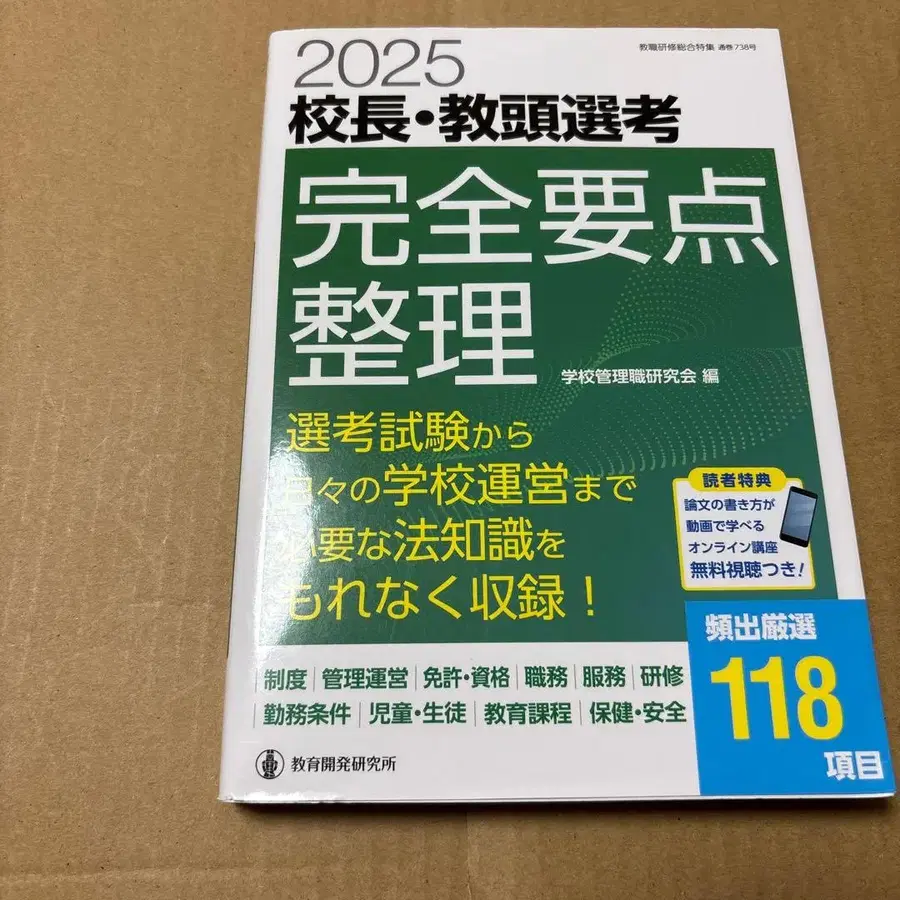 教職研修総合特集 通巻738号
2025
校長・教頭選考
完全要点
整理
学校管理職研究会 編
選考試験から
日々の学校運営まで
必要な法知識を
もれなく収録！
読者特典
論文の書き方が
動画で学べる
オンライン講座
無料視聴つき！
頻出厳選
118
項目
制度|管理運営|免許・資格|職務|服務|研修
勤務条件|児童・生徒|教育課程|保健・安全
教育開発研究所